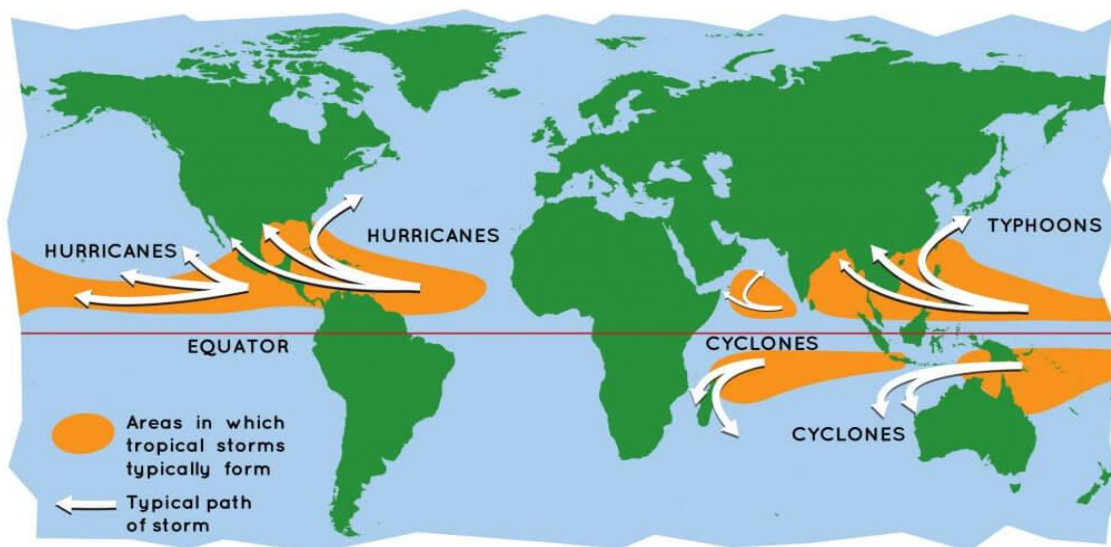 HURRICANES
HURRICANES
TYPHOONS
EQUATOR
CYCLONES
CYCLONES
Areas in which
tropical storms
typically form
Typical path
of storm